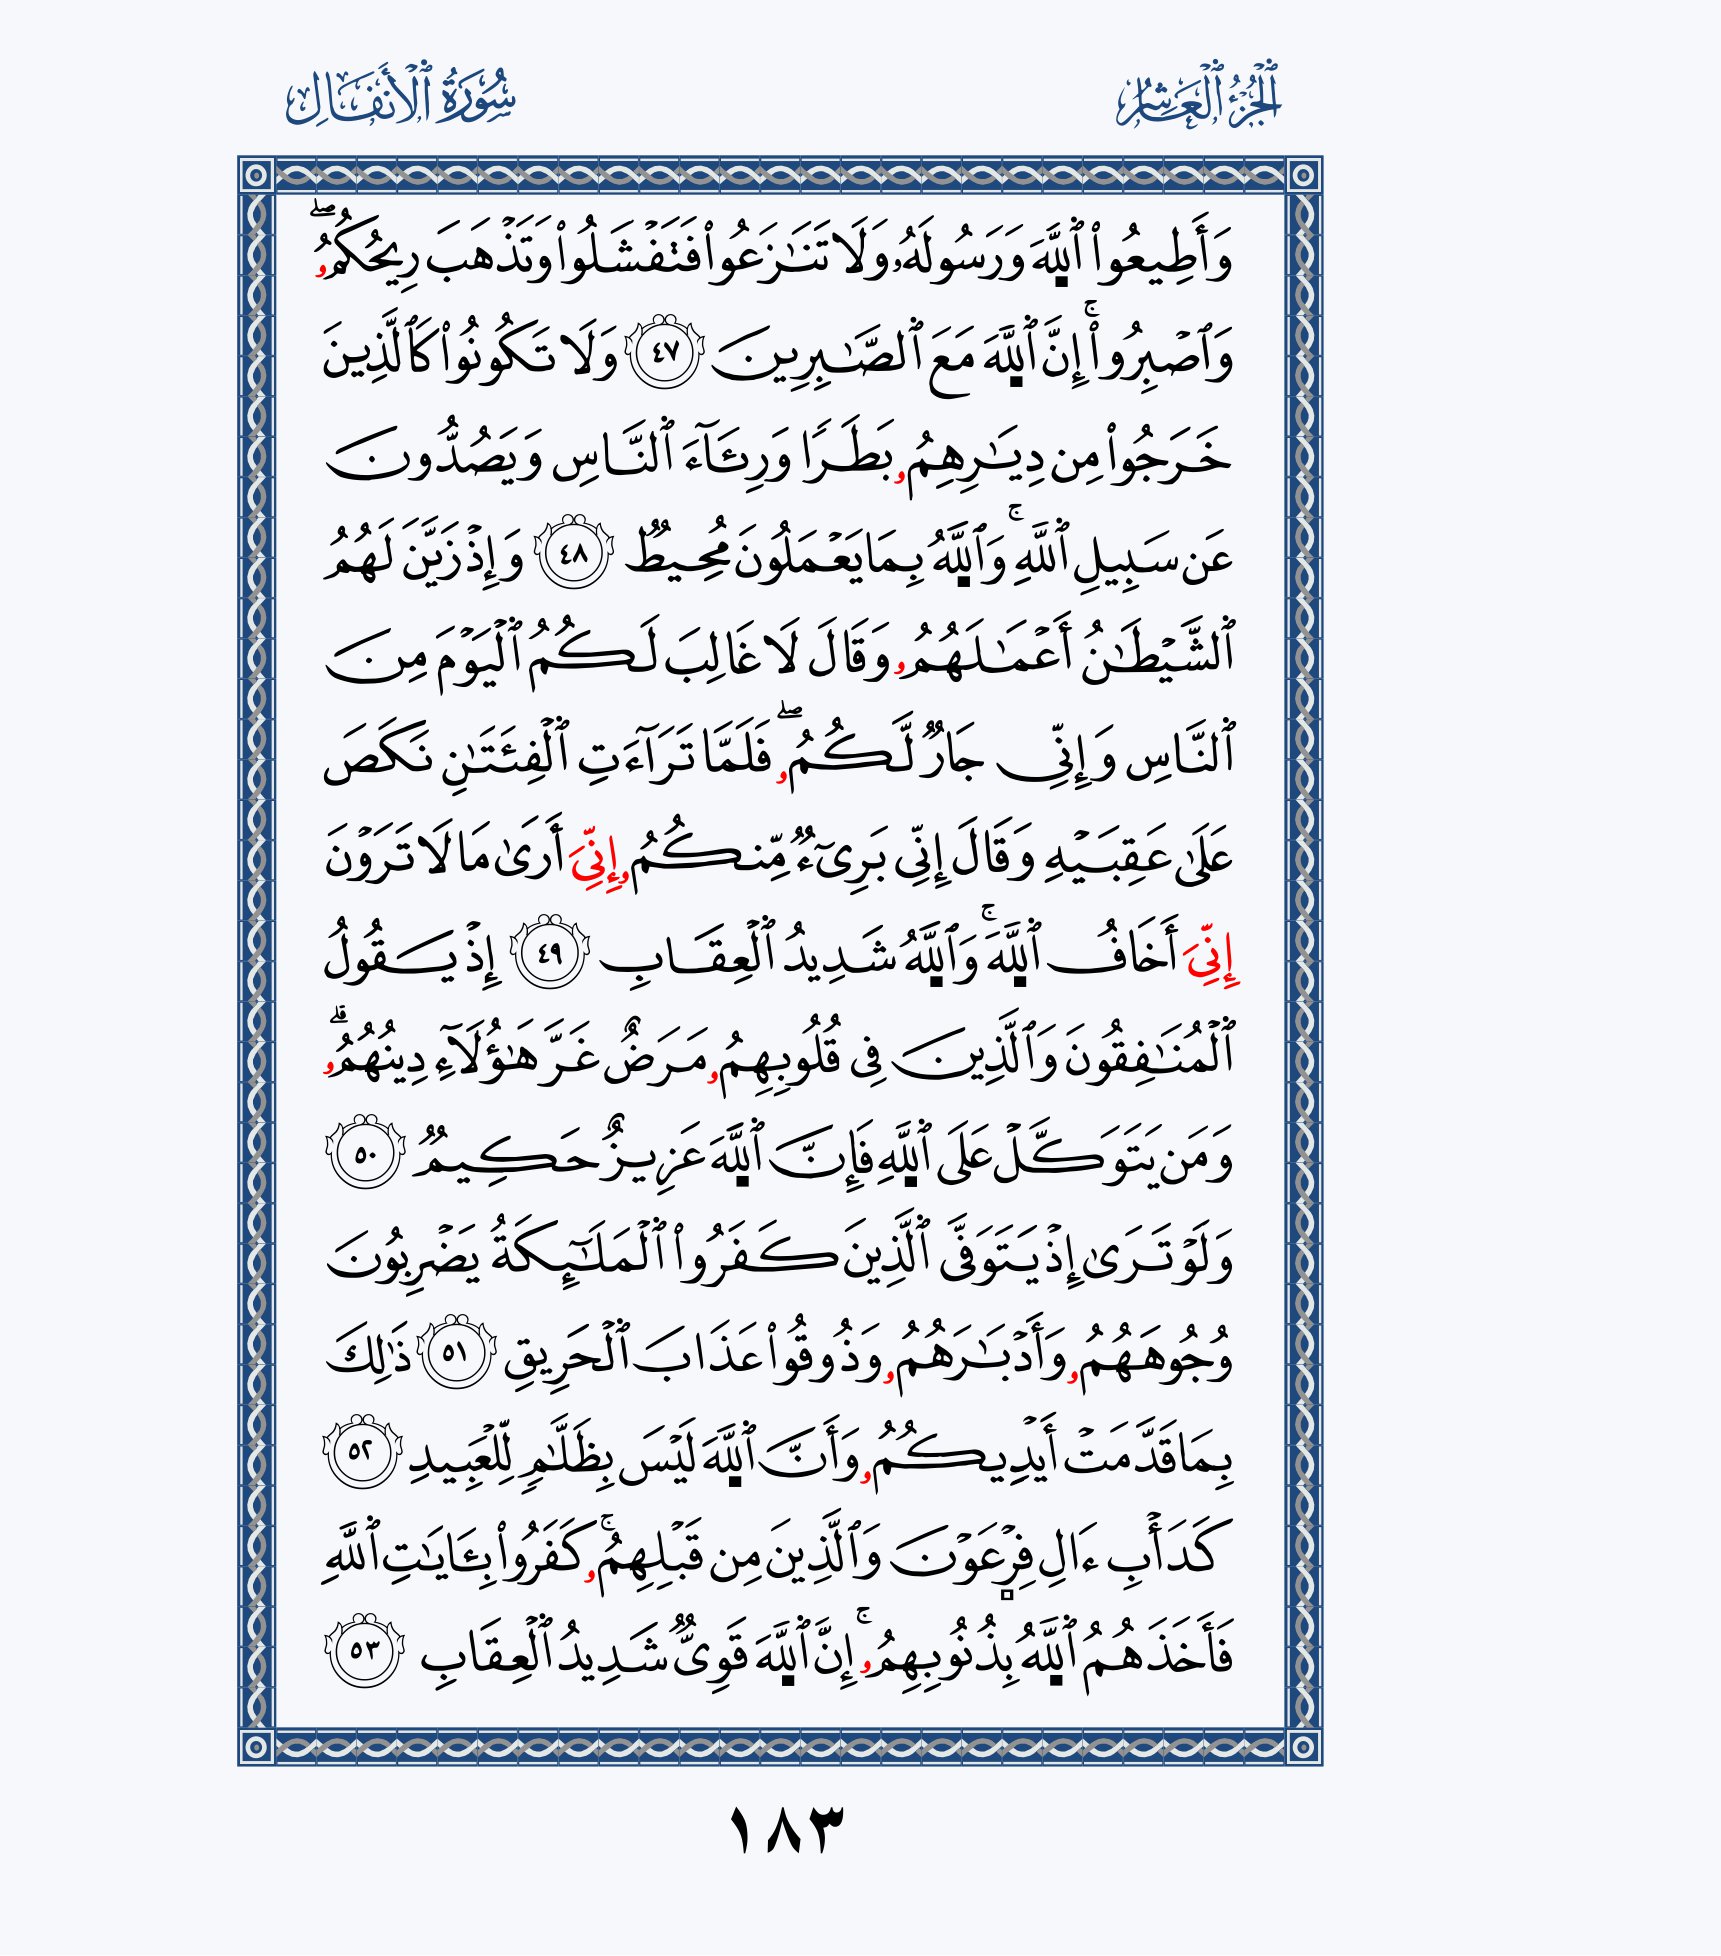 سُورَةُ ٱلْأَنفَالِ
ٱلْجُزْءُ ٱلْعَاشِرُ
وَأَطِيعُوا۟ ٱللَّهَ وَرَسُولَهُۥ وَلَا تَنَٰزَعُوا۟ فَتَفْشَلُوا۟ وَتَذْهَبَ رِيحُكُمُۥۖ
وَٱصْبِرُوٓا۟ۚ إِنَّ ٱللَّهَ مَعَ ٱلصَّٰبِرِينَ ٤٧ وَلَا تَكُونُوا۟ كَٱلَّذِينَ
خَرَجُوا۟ مِن دِيَٰرِهِمُۥ بَطَرًا وَرِئَآءَ ٱلنَّاسِ وَيَصُدُّونَ
عَن سَبِيلِ ٱللَّهِۚ وَٱللَّهُ بِمَا يَعْمَلُونَ مُحِيطٌ ٤٨ وَإِذْ زَيَّنَ لَهُمُ
ٱلشَّيْطَٰنُ أَعْمَٰلَهُمُۥ وَقَالَ لَا غَالِبَ لَكُمُ ٱلْيَوْمَ مِنَ
ٱلنَّاسِ وَإِنِّى جَارٌ لَّكُمُۥۖ فَلَمَّا تَرَآءَتِ ٱلْفِئَتَٰنِ نَكَصَ
عَلَىٰ عَقِبَيْهِ وَقَالَ إِنِّى بَرِىٓءٌ مِّنكُمُۥ إِنِّىَ أَرَىٰ مَا لَا تَرَوْنَ
إِنِّىَ أَخَافُ ٱللَّهَۚ وَٱللَّهُ شَدِيدُ ٱلْعِقَابِ ٤٩ إِذْ يَقُولُ
ٱلْمُنَٰفِقُونَ وَٱلَّذِينَ فِى قُلُوبِهِمُۥ مَرَضٌ غَرَّ هَٰٓؤُلَآءِ دِينُهُمُۥۗ
وَمَن يَتَوَكَّلْ عَلَى ٱللَّهِ فَإِنَّ ٱللَّهَ عَزِيزٌ حَكِيمٌ ٥٠
وَلَوْ تَرَىٰ إِذْ يَتَوَفَّى ٱلَّذِينَ كَفَرُوا۟ ٱلْمَلَٰٓئِكَةُ يَضْرِبُونَ
وُجُوهَهُمُۥ وَأَدْبَٰرَهُمُۥ وَذُوقُوا۟ عَذَابَ ٱلْحَرِيقِ ٥١ ذَٰلِكَ
بِمَا قَدَّمَتْ أَيْدِيكُمُۥ وَأَنَّ ٱللَّهَ لَيْسَ بِظَلَّٰمٍ لِّلْعَبِيدِ ٥٢
كَدَأْبِ ءَالِ فِرْعَوْنَ وَٱلَّذِينَ مِن قَبْلِهِمُۥۚ كَفَرُوا۟ بِـَٔايَٰتِ ٱللَّهِ
فَأَخَذَهُمُ ٱللَّهُ بِذُنُوبِهِمُۥۚ إِنَّ ٱللَّهَ قَوِىٌّ شَدِيدُ ٱلْعِقَابِ ٥٣
١٨٣